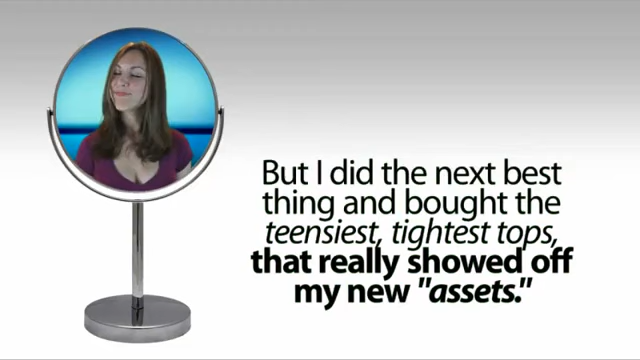 But I did the next best
thing and bought the
teensiest, tightest tops,
that really showed off
my new "assets."